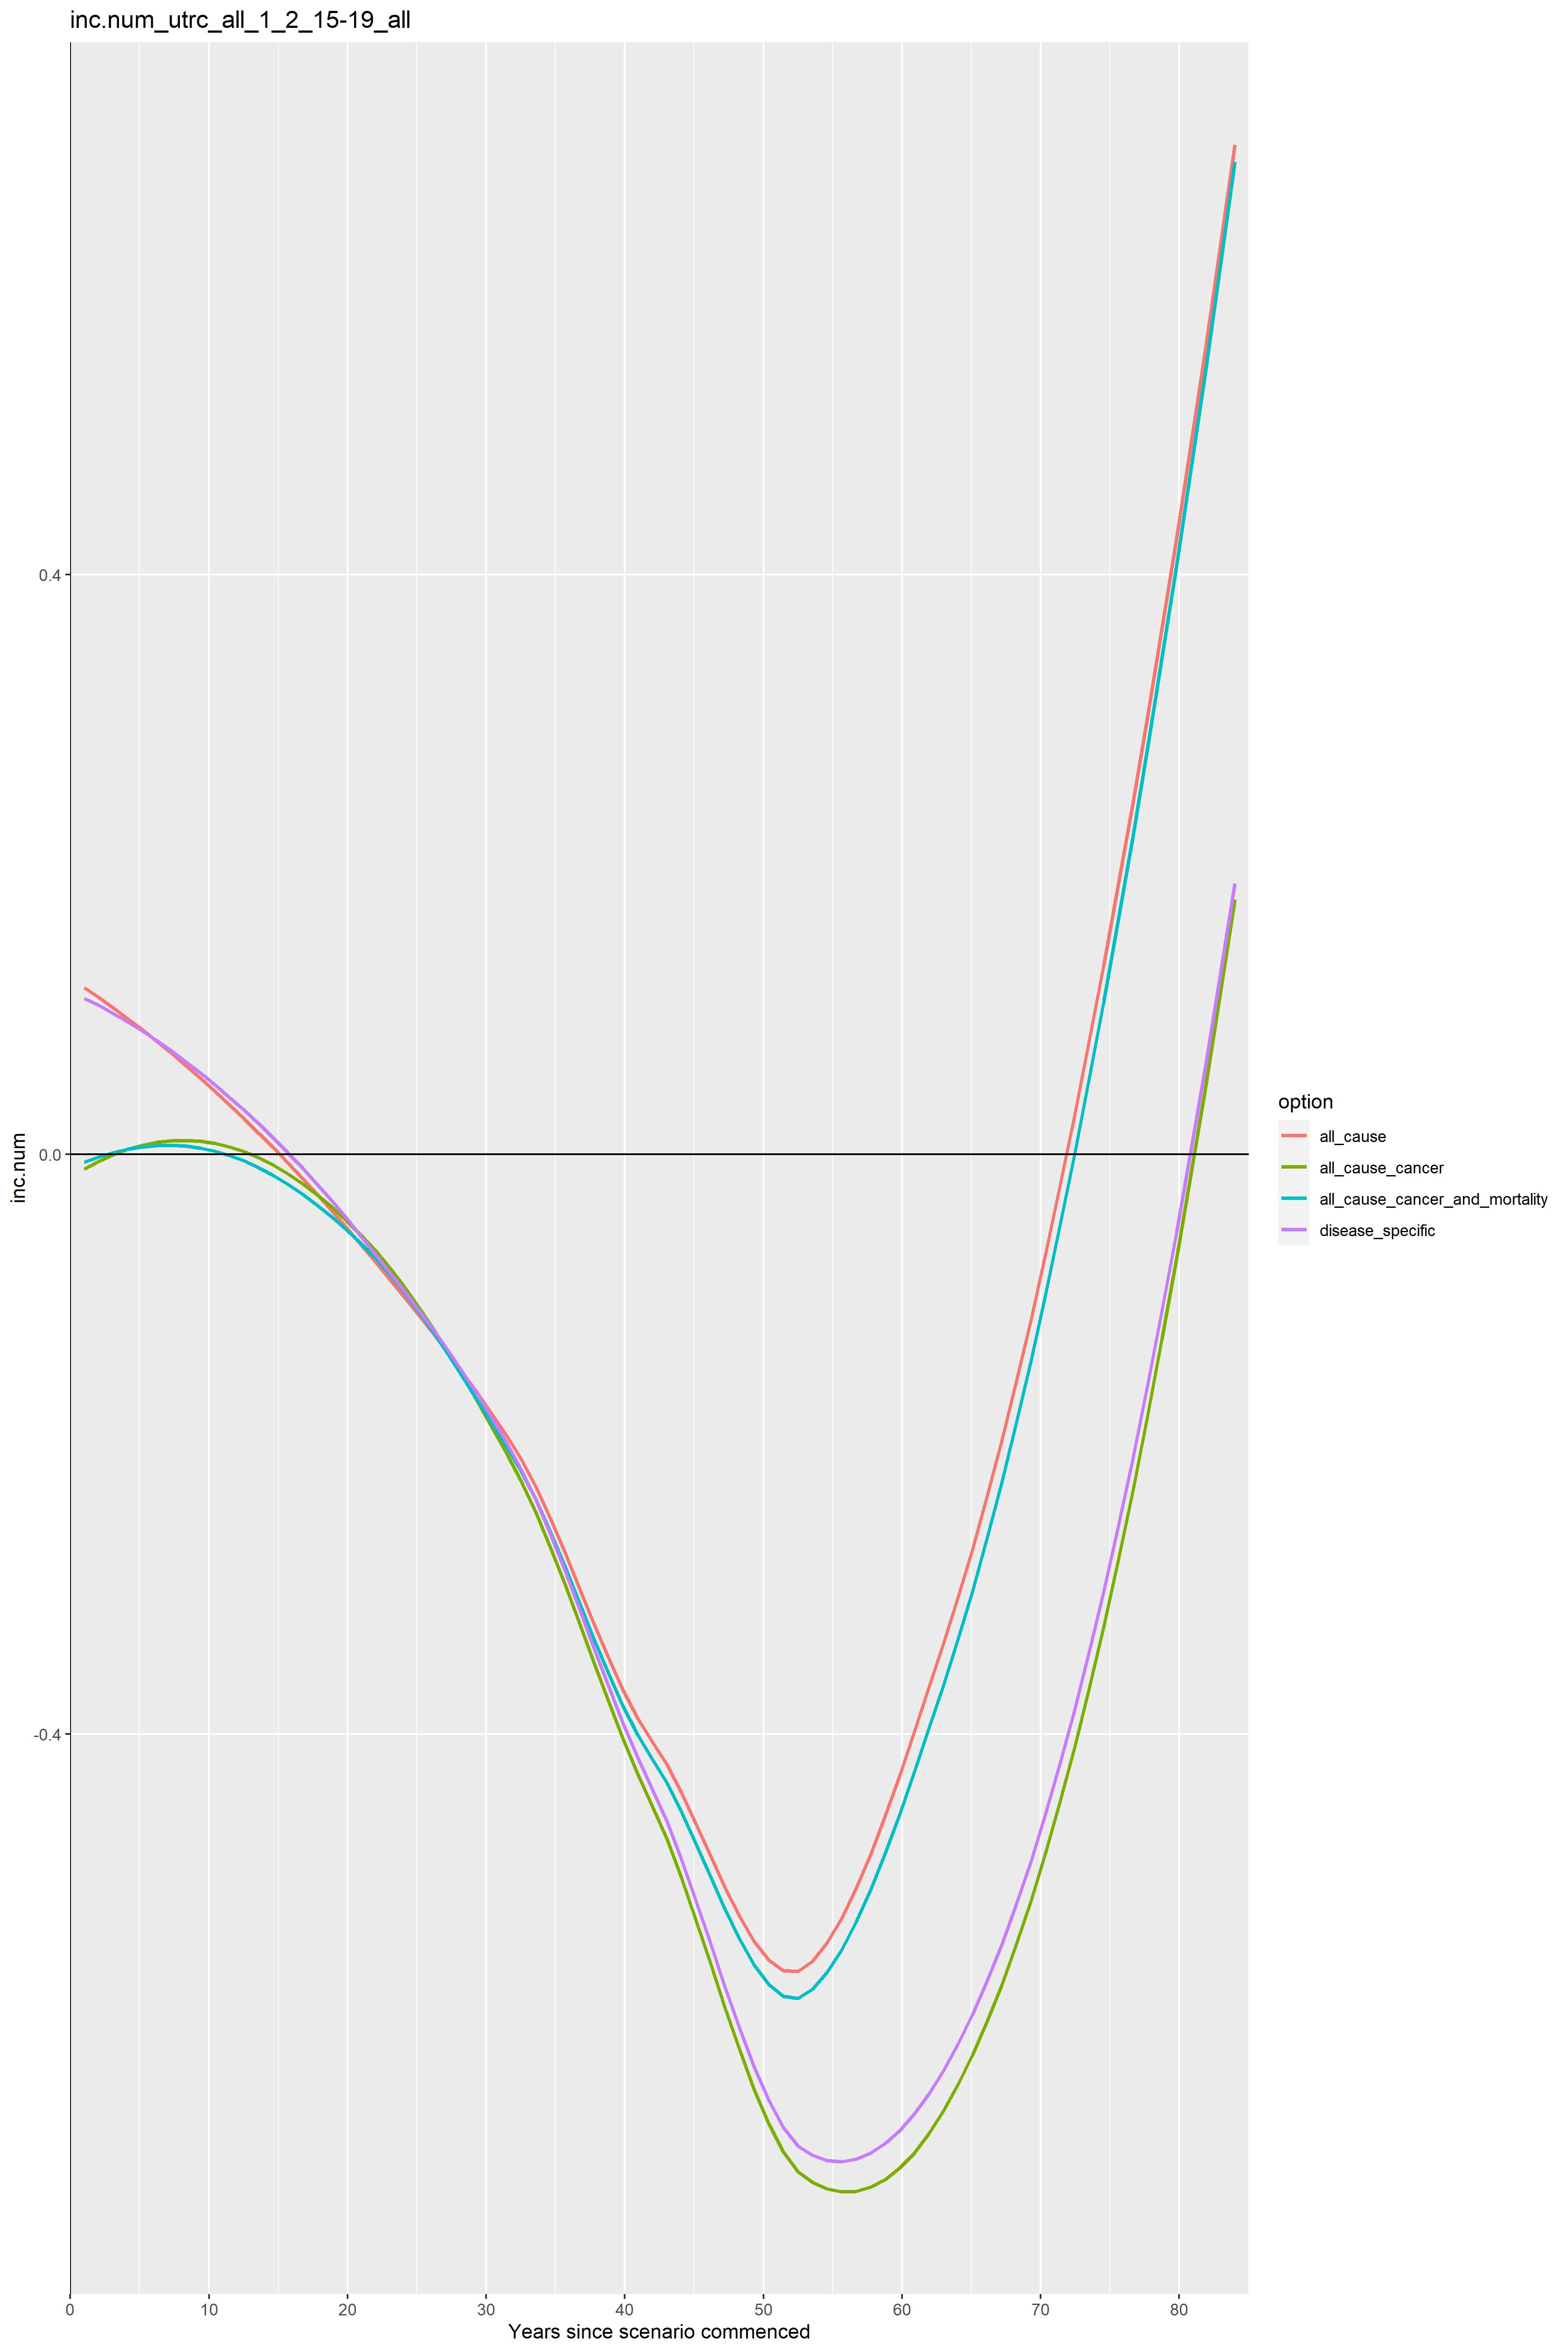 inc.num_utrc_all_1_2_15-19_all
0.4
0.0
-0.4
inc.num
0 10 20 30 40 50 60 70 80
Years since scenario commenced
option
all_cause
all_cause_cancer
all_cause_cancer_and_mortality
disease_specific